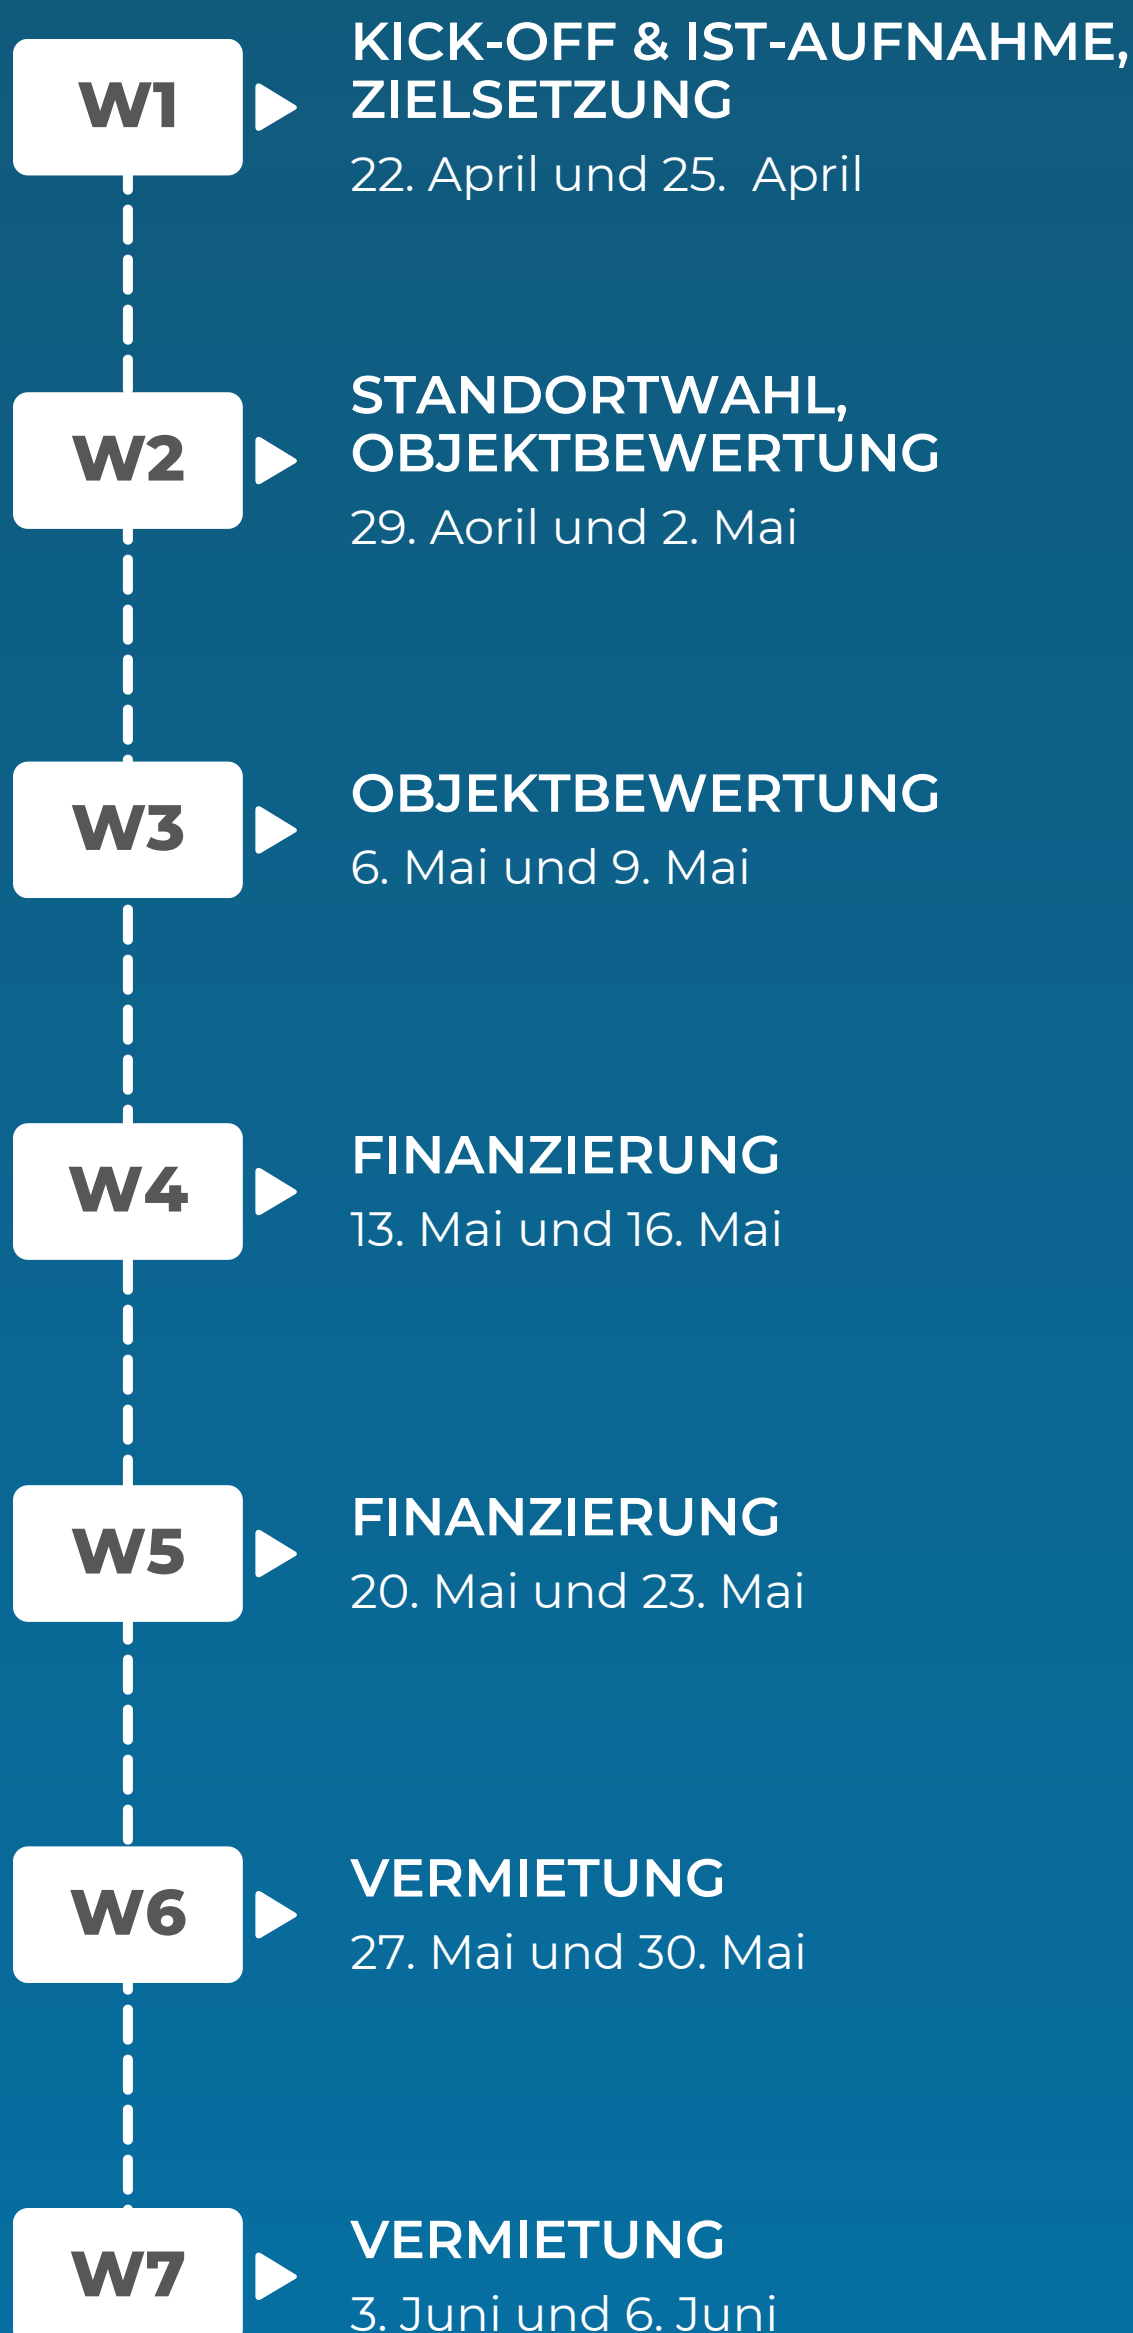 W1
KICK-OFF & IST-AUFNAHME,
ZIELSETZUNG
22. April und 25.  April
W2
STANDORTWAHL,
OBJEKTBEWERTUNG
29. Aoril und 2. Mai
W3
OBJEKTBEWERTUNG
6. Mai und 9. Mai
W4
FINANZIERUNG
13. Mai und 16. Mai
W5
FINANZIERUNG
20. Mai und 23. Mai
W6
VERMIETUNG
27. Mai und 30. Mai
W7
VERMIETUNG
3. Juni und 6. Juni